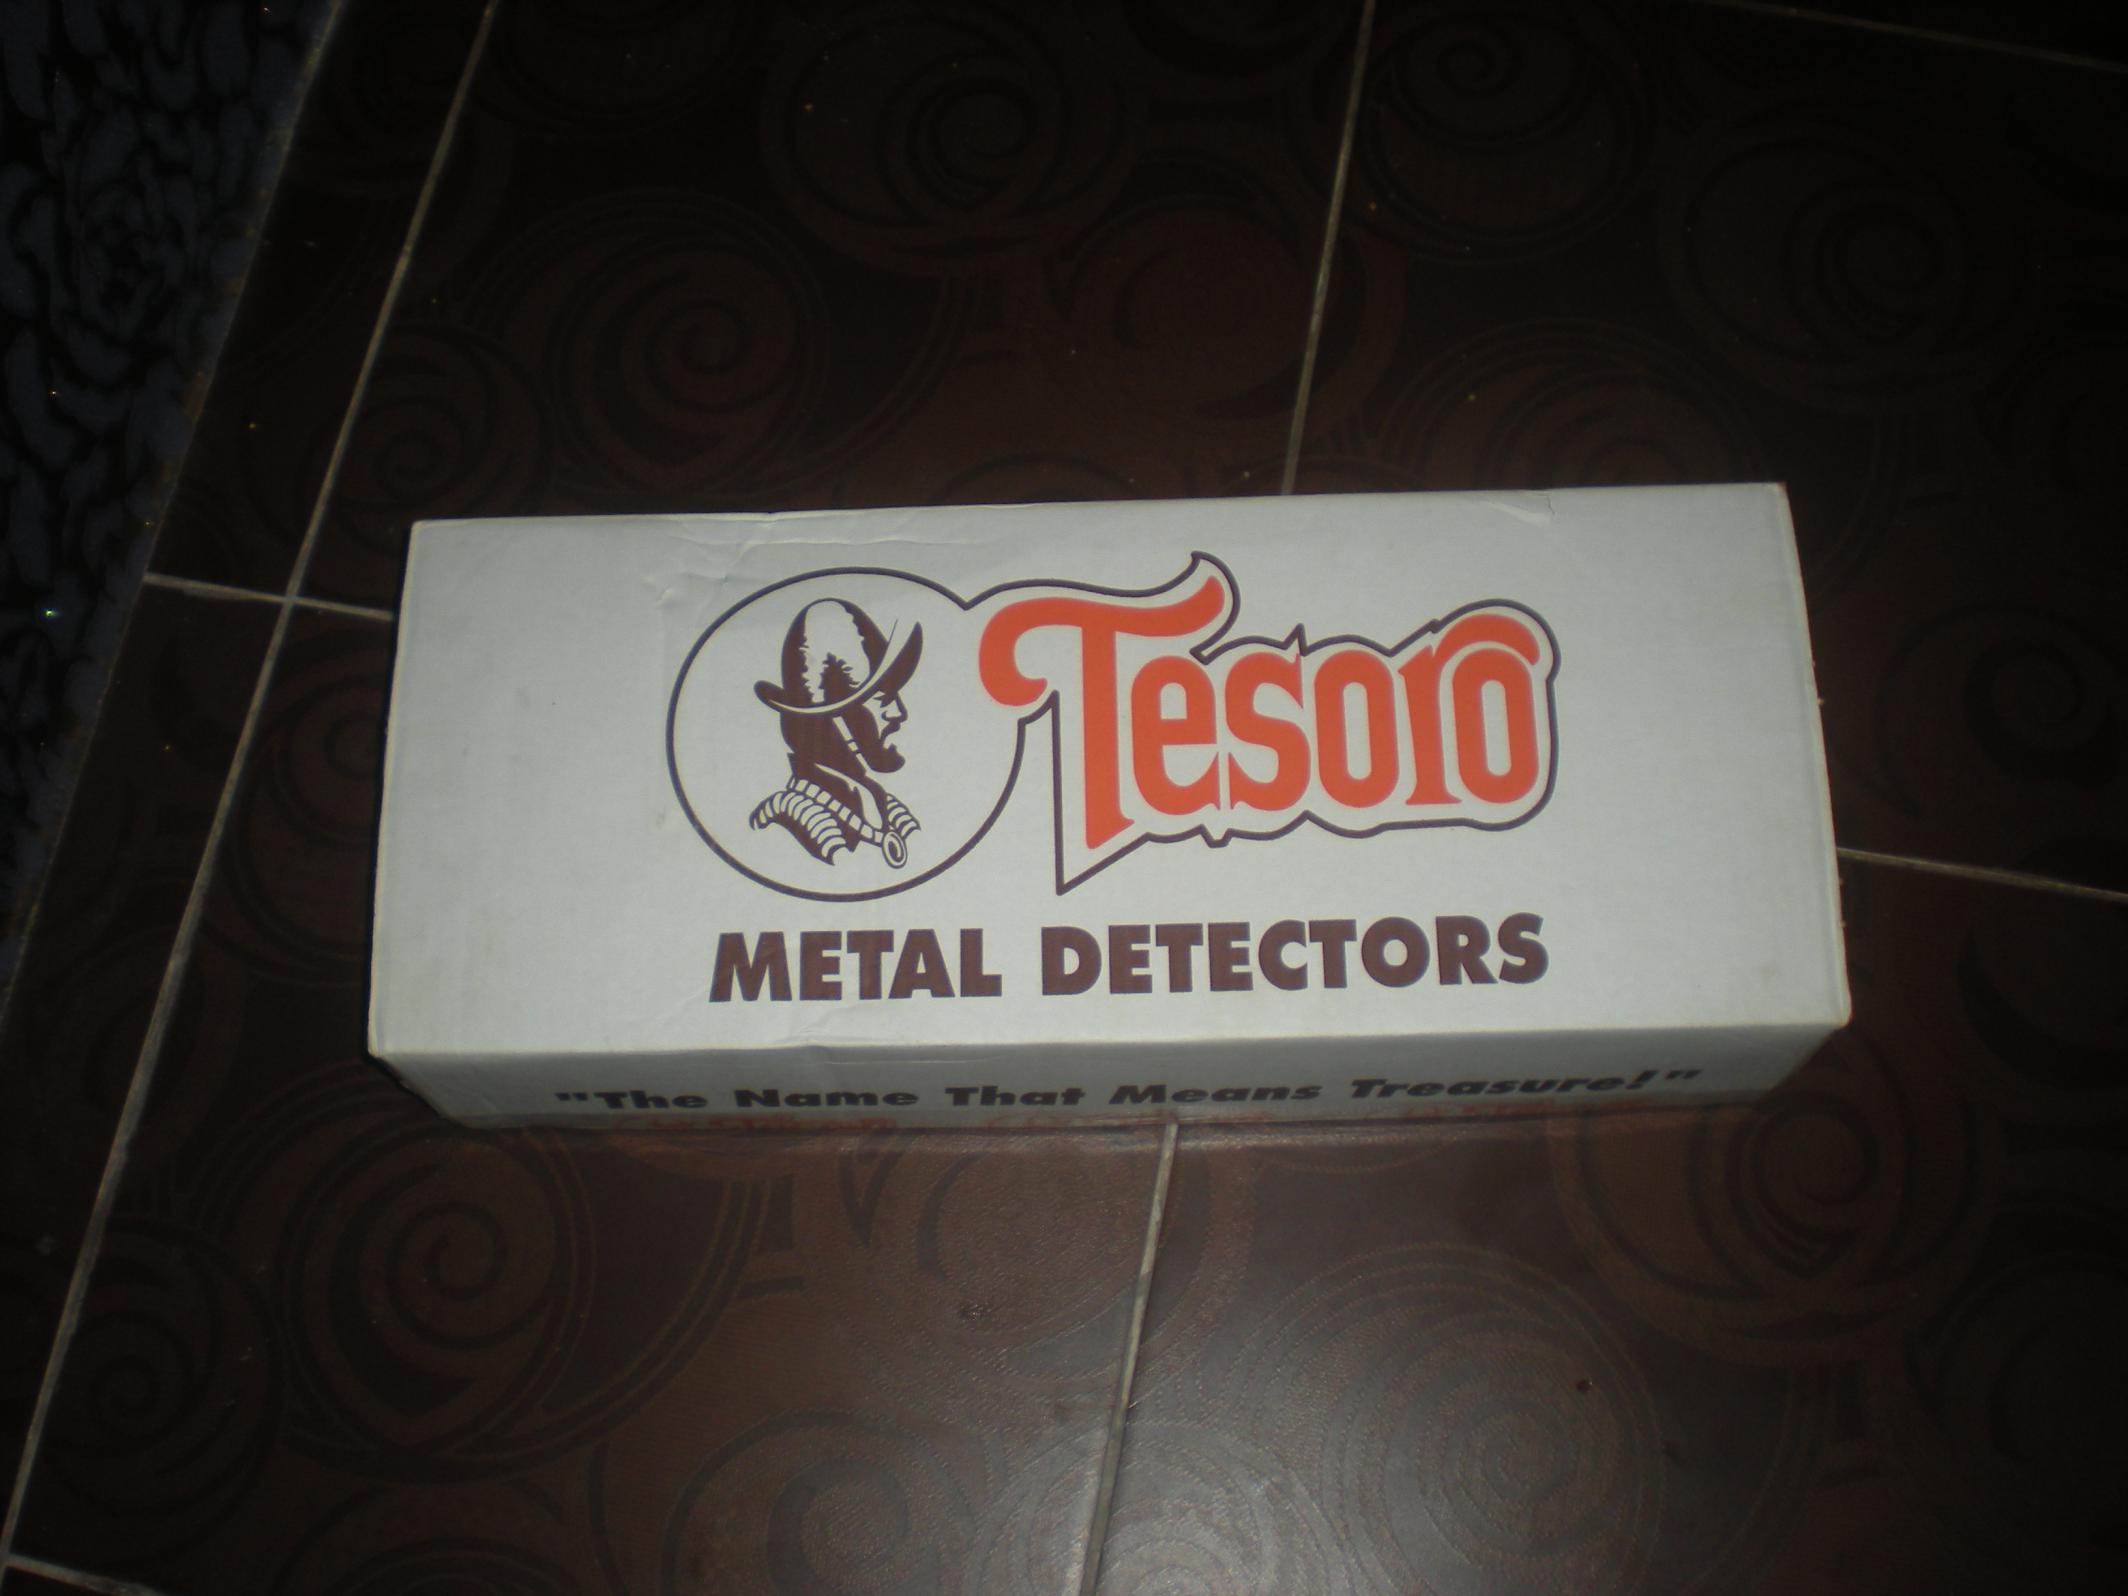 Tesoro
METAL DETECTORS
"The Name That Means Treasure!"